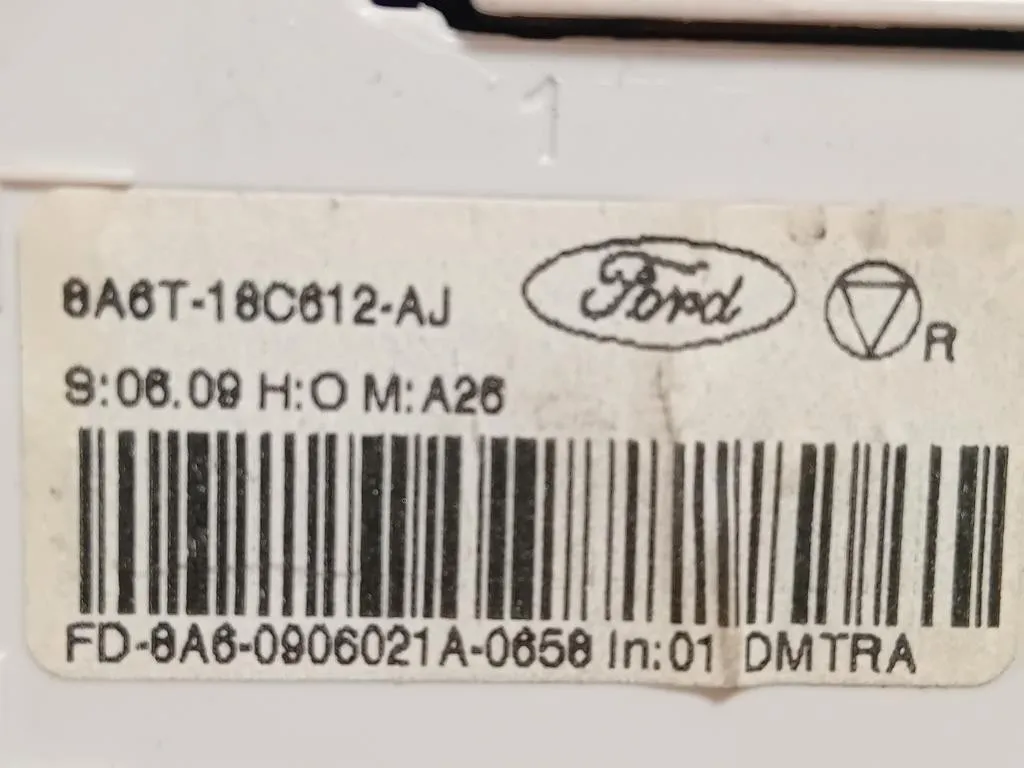 1
8A6T-18C612-AJ Ford R
S:06.09 H:O M:A26
FD-8A6-0906021A-0658 In:01 DMTRA